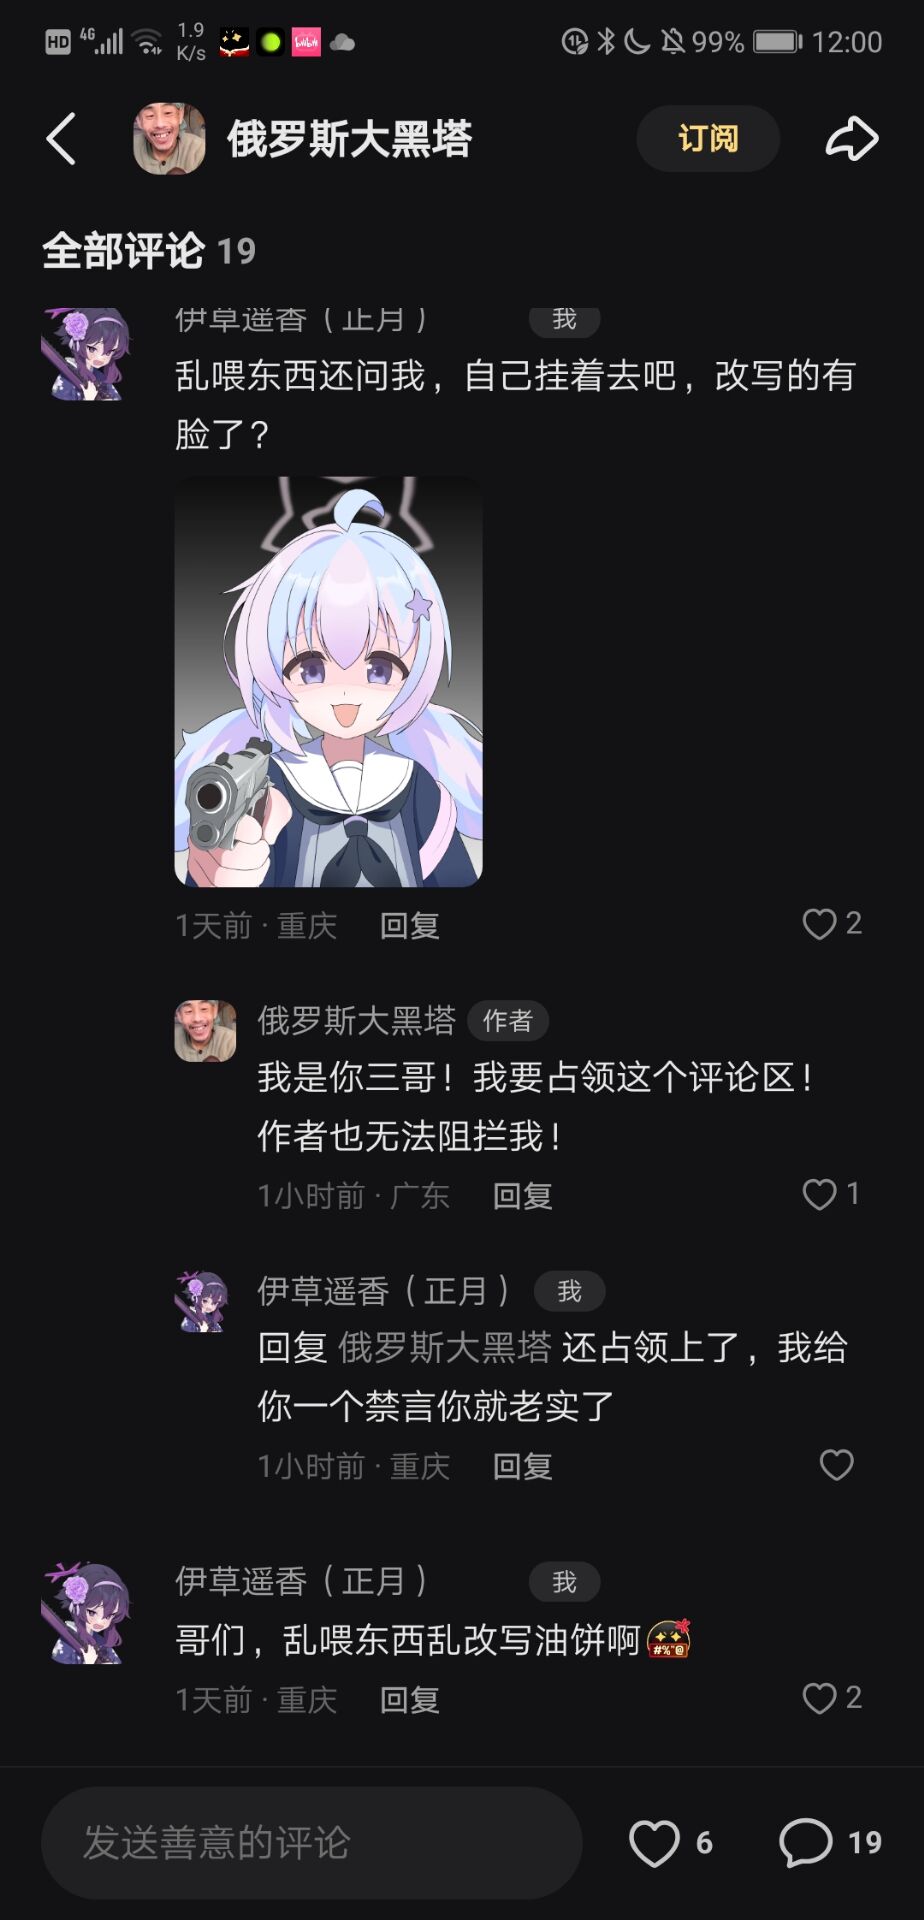 HD 4G 1.9 K/s 99% 12:00
俄罗斯大黑塔 订阅
全部评论 19
伊草遥香（正月） 我
乱喂东西还问我，自己挂着去吧，改写的有
脸了？
1天前 · 重庆 回复 2
俄罗斯大黑塔 作者
我是你三哥！我要占领这个评论区！
作者也无法阻拦我！
1小时前 · 广东 回复 1
伊草遥香（正月） 我
回复 俄罗斯大黑塔 还占领上了，我给
你一个禁言你就老实了
1小时前 · 重庆 回复
伊草遥香（正月） 我
哥们，乱喂东西乱改写油饼啊
#%"@
1天前 · 重庆 回复 2
发送善意的评论 6 19